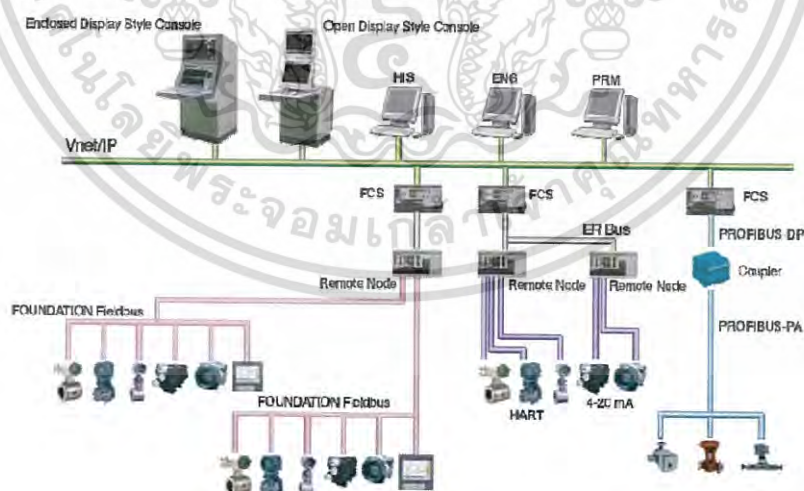 Enclosed Display Style Console
Open Display Style Console
HIS
ENG
PRM
Vnet/IP
FCS
FCS
FCS
ER Bus
PROFIBUS-DP
Remote Node
Remote Node
Remote Node
Coupler
FOUNDATION Fieldbus
PROFIBUS-PA
FOUNDATION Fieldbus
HART
4-20 mA